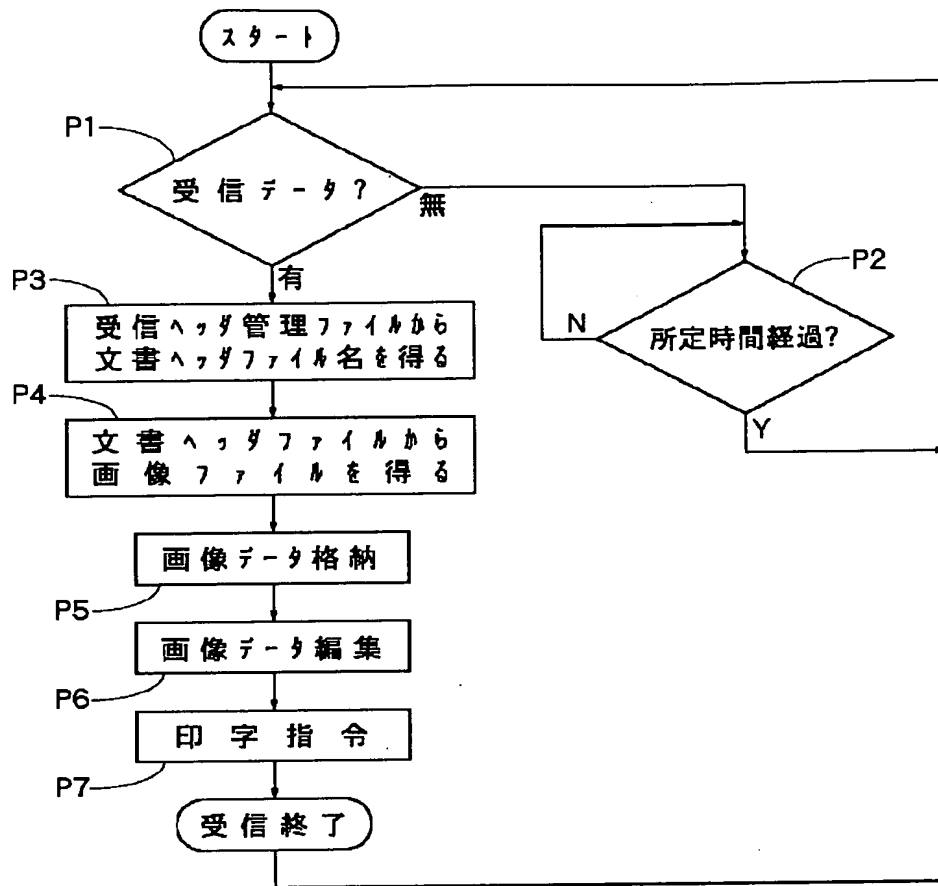 スタート
P1
受信データ?
無
P2
有
P3
受信ヘッダ管理ファイルから
文書ヘッダファイル名を得る
N
所定時間経過?
P4
Y
文書ヘッダファイルから
画像ファイルを得る
画像データ格納
P5
画像データ編集
P6
印字指令
P7
受信終了